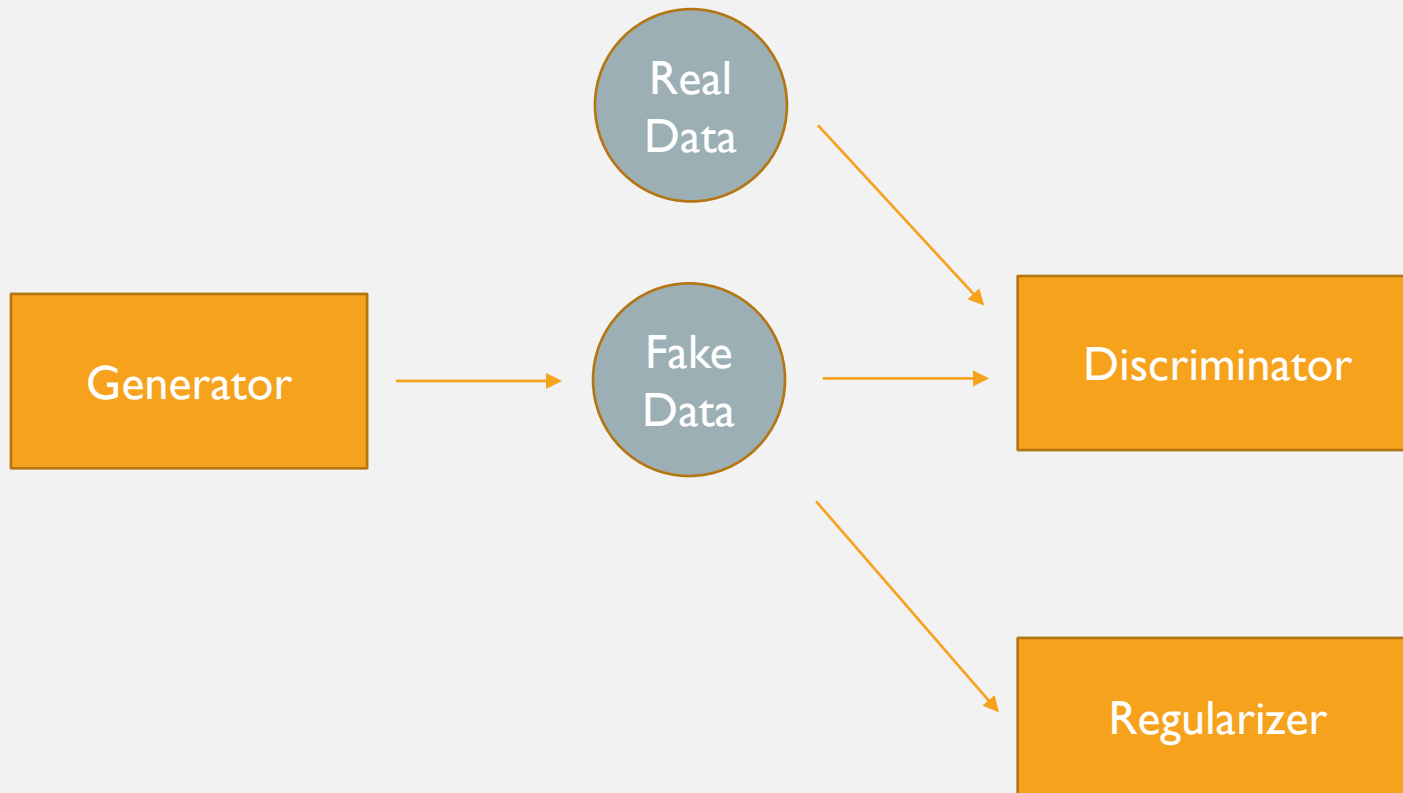 Real
Data
Generator
Fake
Data
Discriminator
Regularizer